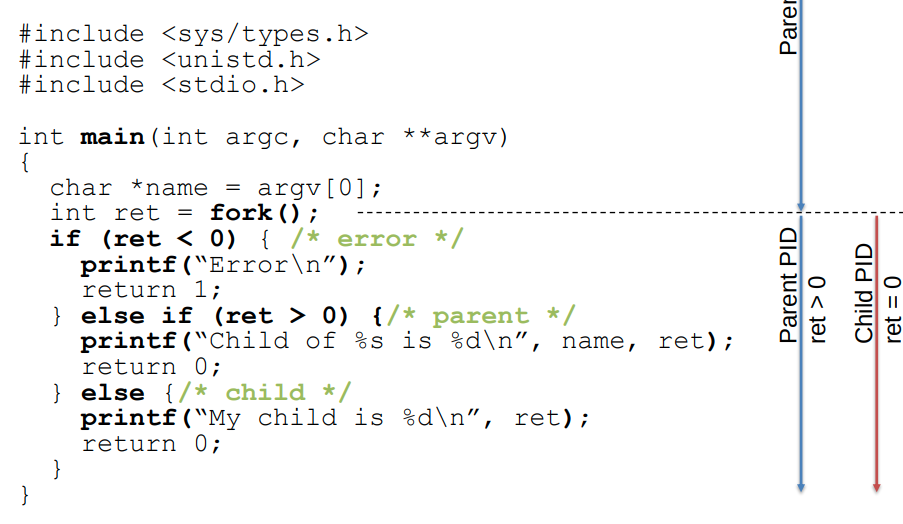 #include <sys/types.h>
#include <unistd.h>
#include <stdio.h>
int main(int argc, char **argv)
{
char *name = argv[0];
int ret = fork();
if (ret < 0) { /* error */
printf(“Error\n”);
return 1;
} else if (ret > 0) {/* parent */
printf(“Child of %s is %d\n”, name, ret);
return 0;
} else {/* child */
printf(“My child is %d\n”, ret);
return 0;
}
}
Paren
Parent PID
ret > 0
Child PID
ret = 0